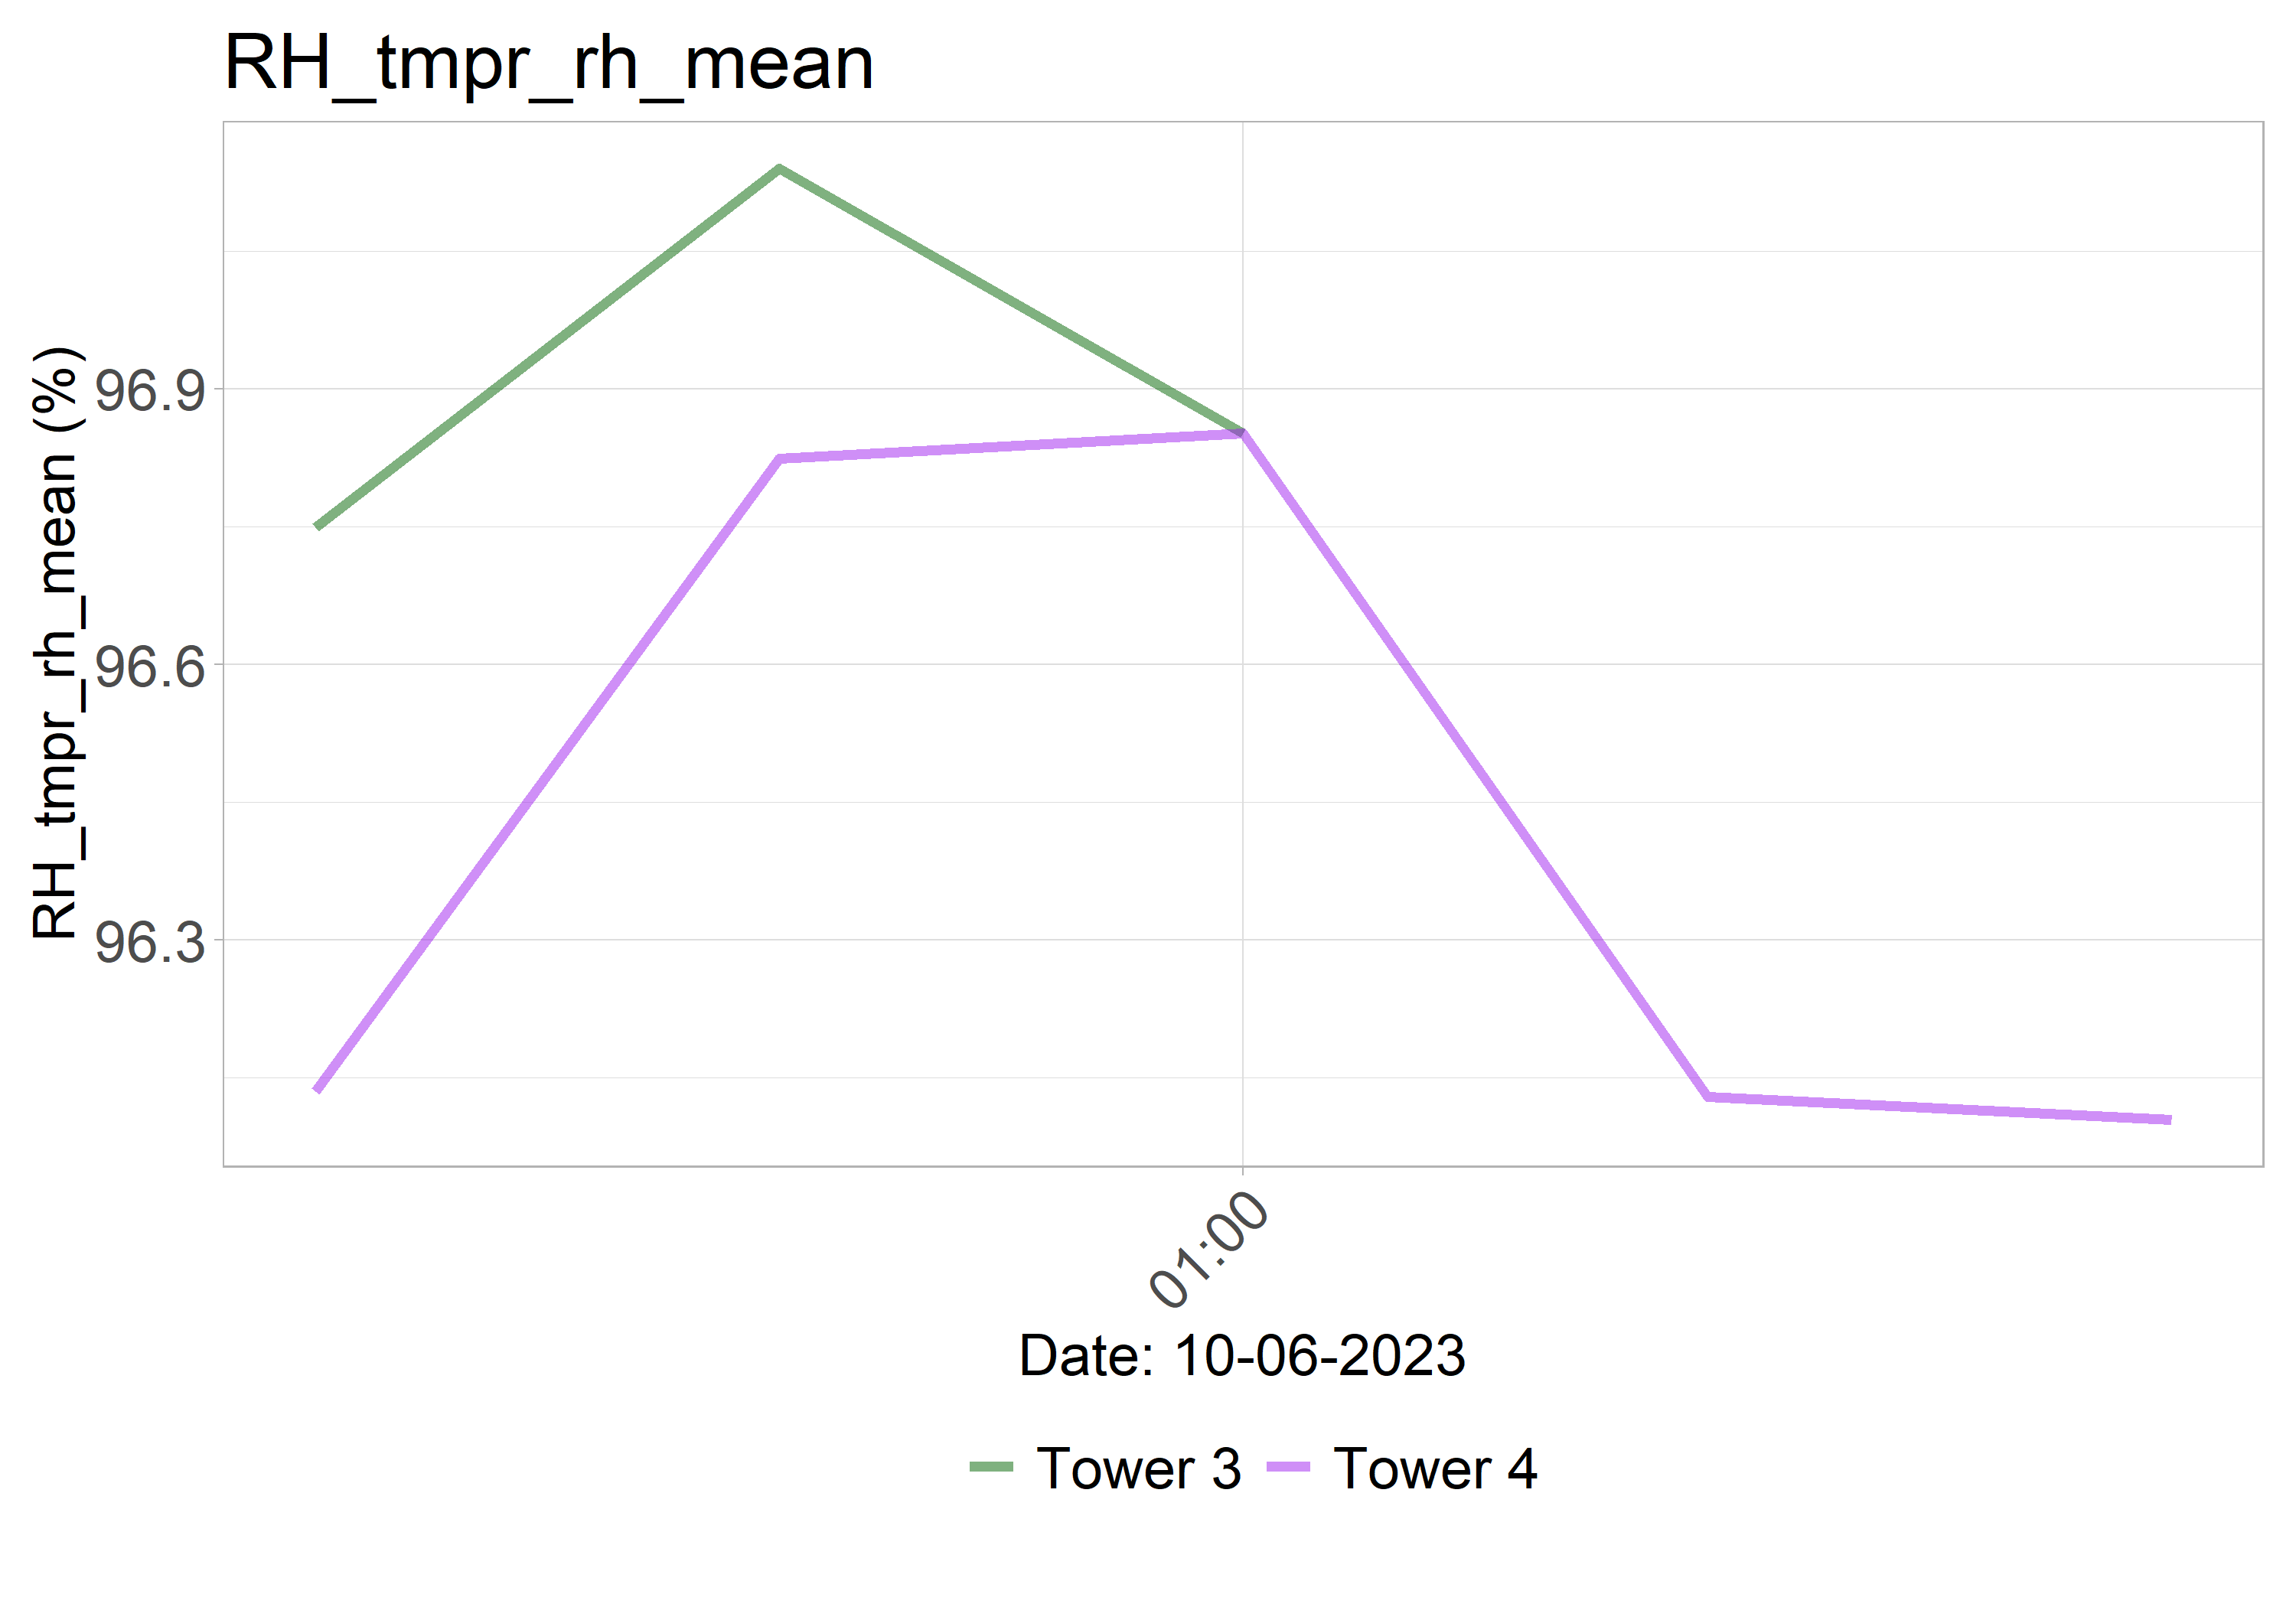 RH_tmpr_rh_mean
RH_tmpr_rh_mean (%)
96.9
96.6
96.3
01:00
Date: 10-06-2023
Tower 3 Tower 4